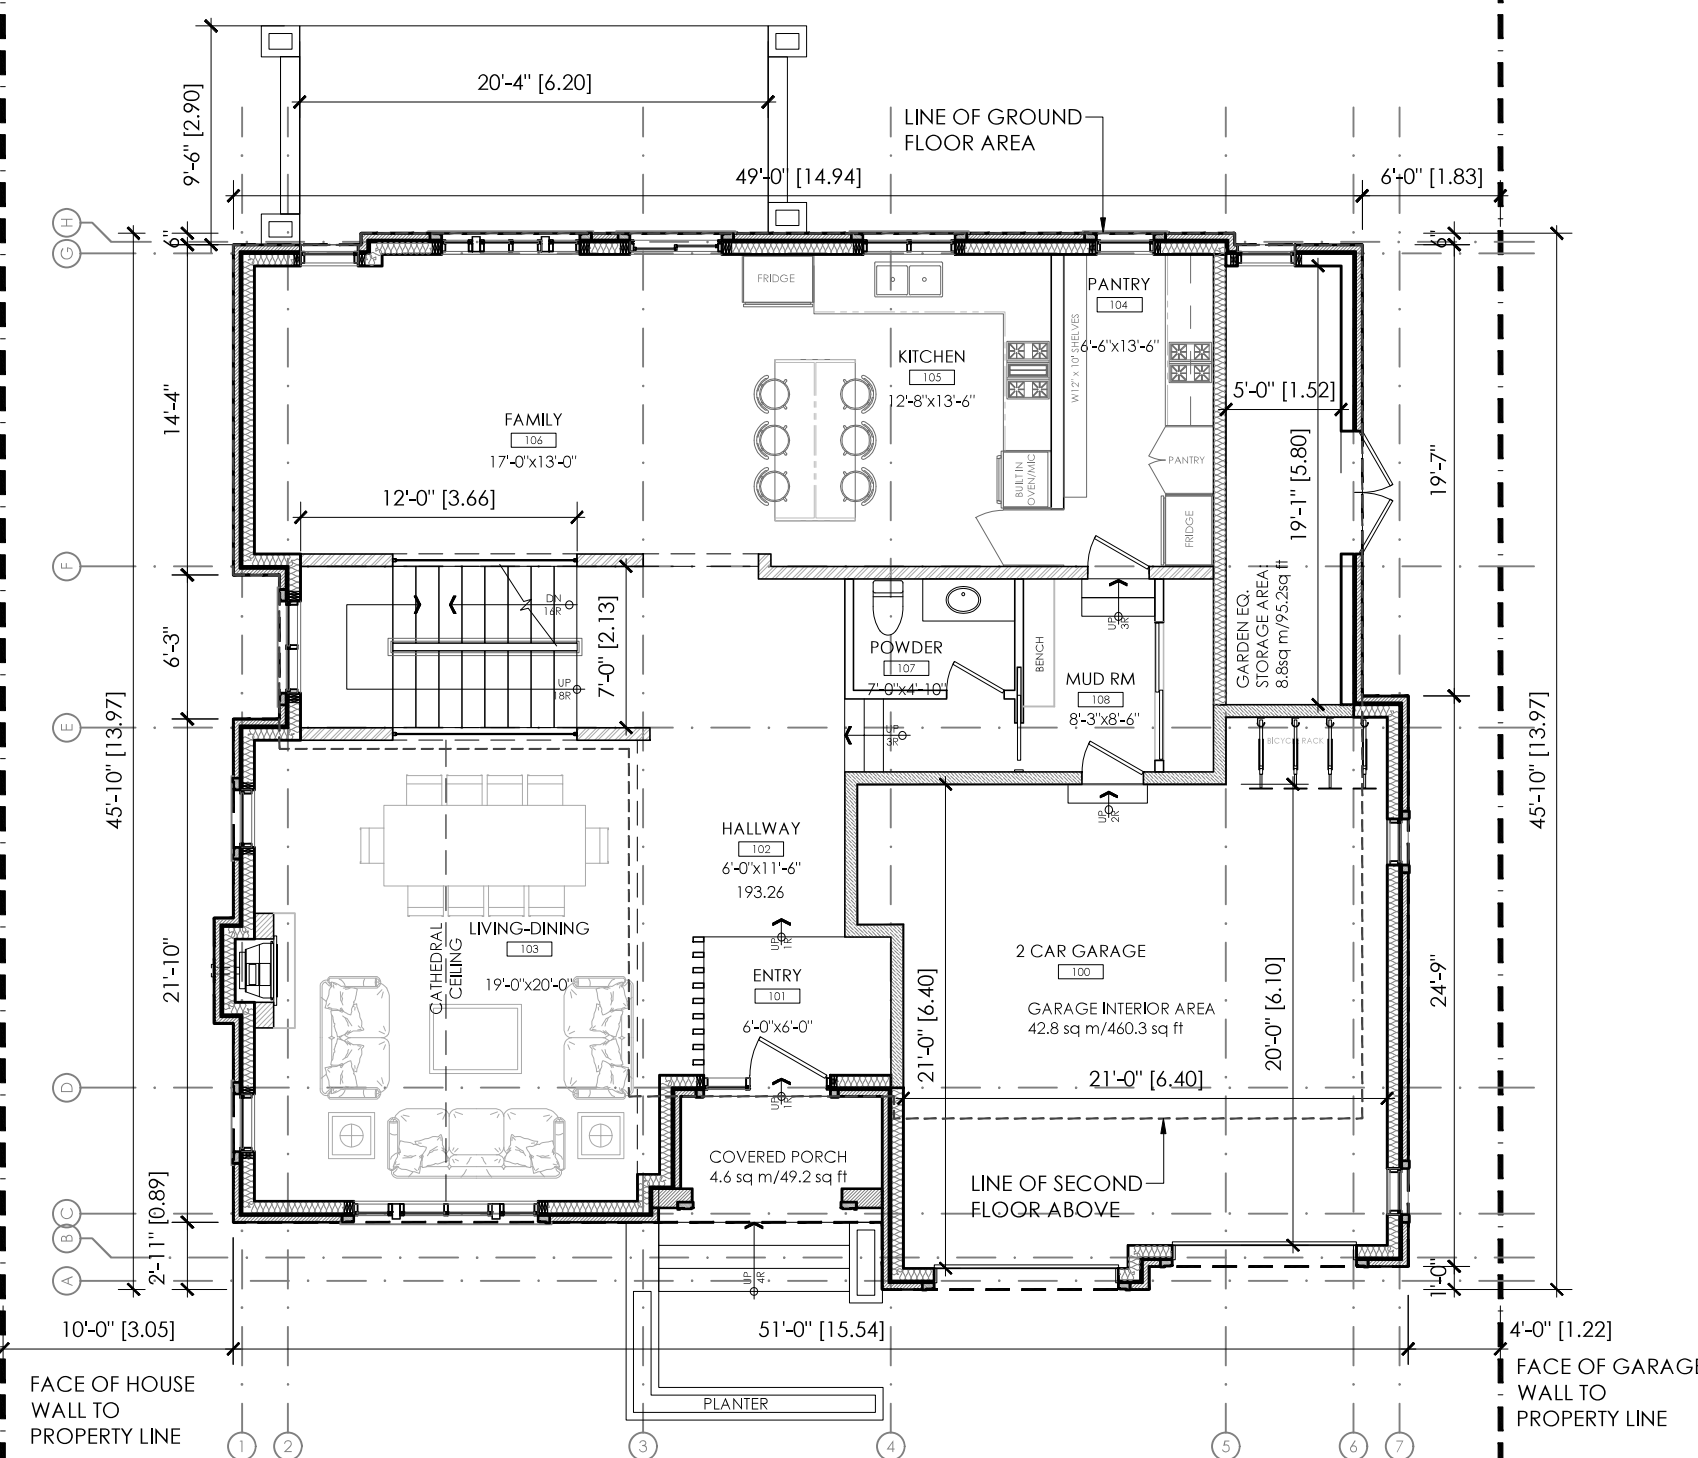 20'-4" [6.20]
9'-6" [2.90]
LINE OF GROUND
FLOOR AREA
49'-0" [14.94]
6'-0" [1.83]
H
G
6"
6"
FRIDGE
PANTRY
104
6'-6"x13'-6"
W12" x 10' SHELVES
KITCHEN
105
12'-8"x13'-6"
5'-0" [1.52]
14'-4"
FAMILY
106
17'-0"x13'-0"
19'-1" [5.80]
19'-7"
PANTRY
BUILT IN
OVEN/MIC
12'-0" [3.66]
FRIDGE
F
DN
16R
7'-0" [2.13]
UP
3R
GARDEN EQ.
STORAGE AREA:
8.8sq m/95.2sq ft
6'-3"
POWDER
107
7'-0"x4'-10"
BENCH
MUD RM
108
8'-3"x8'-6"
UP
18R
E
UP
3R
BICYCLE RACK
45'-10" [13.97]
45'-10" [13.97]
UP
2R
HALLWAY
102
6'-0"x11'-6"
193.26
LIVING-DINING
103
19'-0"x20'-0"
CATHEDRAL
CEILING
UP
1R
ENTRY
101
6'-0"x6'-0"
2 CAR GARAGE
100
GARAGE INTERIOR AREA
42.8 sq m/460.3 sq ft
21'-10"
21'-0" [6.40]
20'-0" [6.10]
24'-9"
21'-0" [6.40]
D
UP
1R
COVERED PORCH
4.6 sq m/49.2 sq ft
LINE OF SECOND
FLOOR ABOVE
2'-11" [0.89]
C
B
A
UP
4R
1'-0"
10'-0" [3.05]
51'-0" [15.54]
4'-0" [1.22]
FACE OF HOUSE
WALL TO
PROPERTY LINE
FACE OF GARAGE
WALL TO
PROPERTY LINE
PLANTER
1
2
3
4
5
6
7